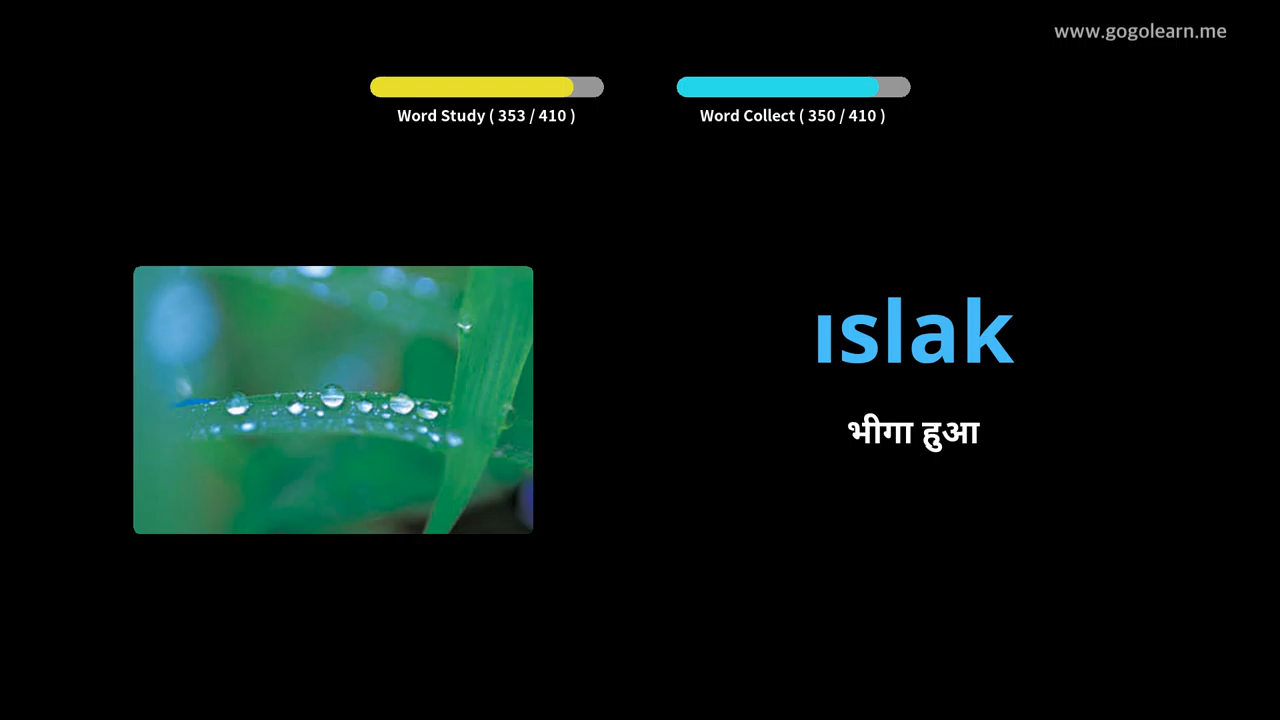 www.gogolearn.me
Word Study ( 353 / 410 )
Word Collect ( 350 / 410 )
ıslak
भीगा हुआ